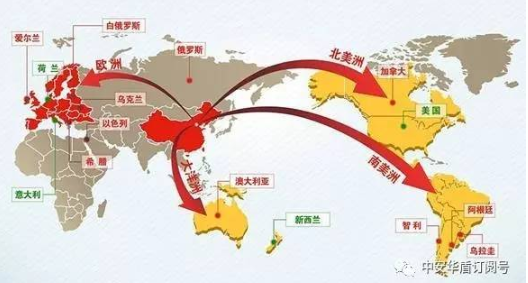 白俄罗斯
爱尔兰
欧洲
俄罗斯
北美洲
荷兰
加拿大
乌克兰
美国
以色列
希腊
大洋洲
南美洲
意大利
澳大利亚
新西兰
阿根廷
智利
乌拉圭
中安华盾订阅号